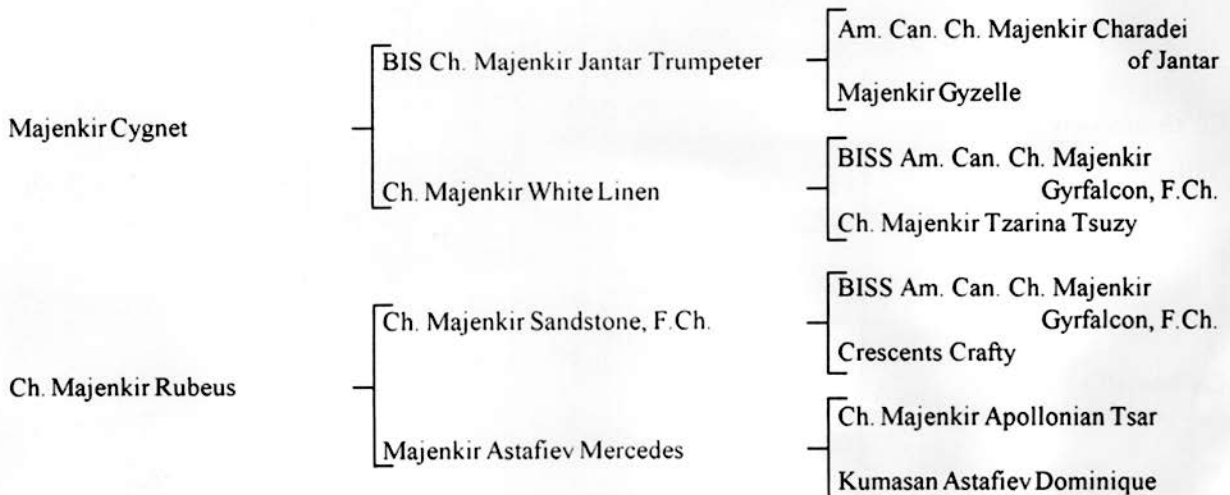 Majenkir Cygnet
BIS Ch. Majenkir Jantar Trumpeter
Am. Can. Ch. Majenkir Charadei
of Jantar
Majenkir Gyzelle
Ch. Majenkir White Linen
BISS Am. Can. Ch. Majenkir
Gyrfalcon, F.Ch.
Ch. Majenkir Tzarina Tsuzy
Ch. Majenkir Rubeus
Ch. Majenkir Sandstone, F.Ch.
BISS Am. Can. Ch. Majenkir
Gyrfalcon, F.Ch.
Crescents Crafty
Majenkir Astafiev Mercedes
Ch. Majenkir Apollonian Tsar
Kumasan Astafiev Dominique